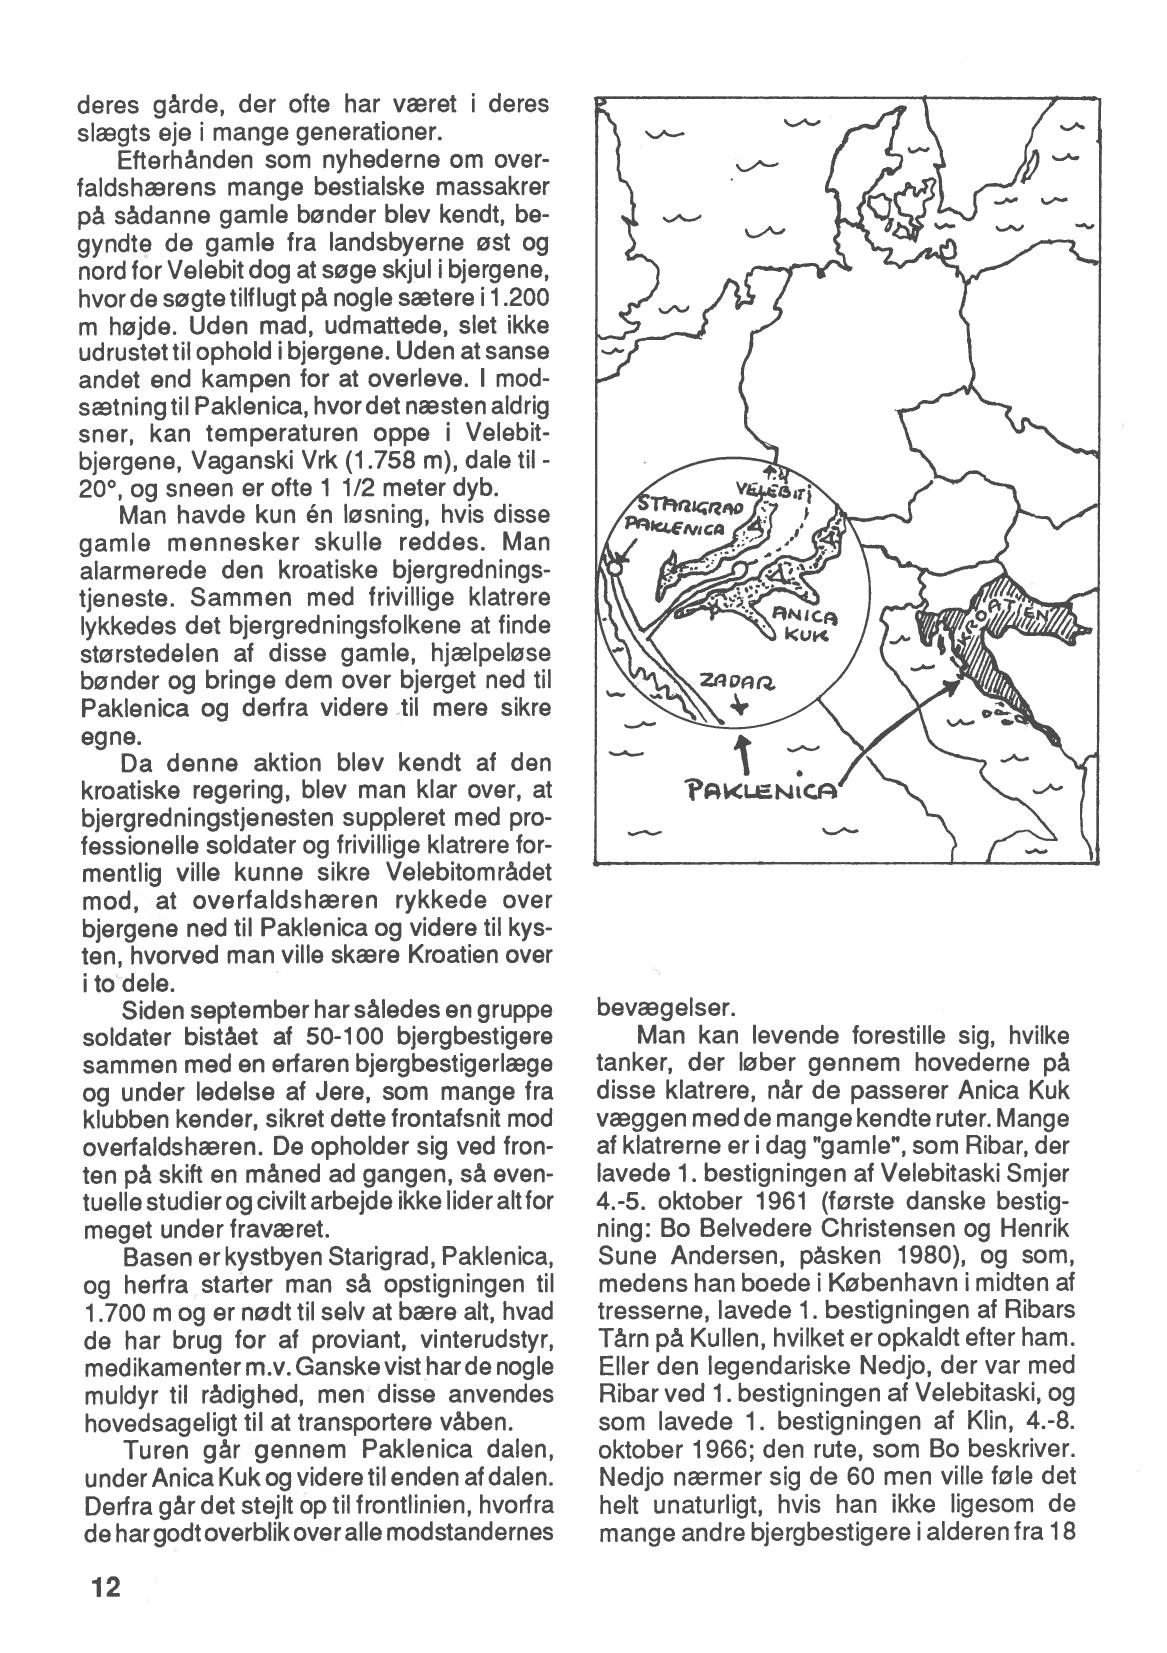 deres gårde, der ofte har været i deres
slægts eje i mange generationer.
Efterhånden som nyhederne om over-
faldshærens mange bestialske massakrer
på sådanne gamle bønder blev kendt, be-
gyndte de gamle fra landsbyerne øst og
nord for Velebit dog at søge skjul i bjergene,
hvor de søgte tilflugt på nogle sætere i 1.200
m højde. Uden mad, udmattede, slet ikke
udrustet til ophold i bjergene. Uden at sanse
andet end kampen for at overleve. I mod-
sætning til Paklenica, hvor det næsten aldrig
sner, kan temperaturen oppe i Velebit-
bjergene, Vaganski Vrk (1.758 m), dale til -
20°, og sneen er ofte 1 1/2 meter dyb.
Man havde kun én løsning, hvis disse
gamle mennesker skulle reddes. Man
alarmerede den kroatiske bjergrednings-
tjeneste. Sammen med frivillige klatrere
lykkedes det bjergredningsfolkene at finde
størstedelen af disse gamle, hjælpeløse
bønder og bringe dem over bjerget ned til
Paklenica og derfra videre til mere sikre
egne.
Da denne aktion blev kendt af den
kroatiske regering, blev man klar over, at
bjergredningstjenesten suppleret med pro-
fessionelle soldater og frivillige klatrere for-
mentlig ville kunne sikre Velebitområdet
mod, at overfaldshæren rykkede over
bjergene ned til Paklenica og videre til kys-
ten, hvorved man ville skære Kroatien over
i to dele.
Siden september har således en gruppe
soldater bistået af 50-100 bjergbestigere
sammen med en erfaren bjergbestigerlæge
og under ledelse af Jere, som mange fra
klubben kender, sikret dette frontafsnit mod
overfaldshæren. De opholder sig ved fron-
ten på skift en måned ad gangen, så even-
tuelle studier og civilt arbejde ikke lider alt for
meget under fraværet.
Basen er kystbyen Starigrad, Paklenica,
og herfra starter man så opstigningen til
1.700 m og er nødt til selv at bære alt, hvad
de har brug for af proviant, vinterudstyr,
medikamenter m.v. Ganske vist har de nogle
muldyr til rådighed, men disse anvendes
hovedsageligt til at transportere våben.
Turen går gennem Paklenica dalen,
under Anica Kuk og videre til enden af dalen.
Derfra går det stejlt op til frontlinien, hvorfra
de har godt overblik over alle modstandernes
12
VELEBIT
STARIGRAD
PAKLENICA
ANICA
KUK
ZADAR
KROATIEN
PAKLENICA
bevægelser.
Man kan levende forestille sig, hvilke
tanker, der løber gennem hovederne på
disse klatrere, når de passerer Anica Kuk
væggen med de mange kendte ruter. Mange
af klatrerne er i dag "gamle", som Ribar, der
lavede 1. bestigningen af Velebitaski Smjer
4.-5. oktober 1961 (første danske bestig-
ning: Bo Belvedere Christensen og Henrik
Sune Andersen, påsken 1980), og som,
medens han boede i København i midten af
tresserne, lavede 1. bestigningen af Ribars
Tårn på Kullen, hvilket er opkaldt efter ham.
Eller den legendariske Nedjo, der var med
Ribar ved 1. bestigningen af Velebitaski, og
som lavede 1. bestigningen af Klin, 4.-8.
oktober 1966; den rute, som Bo beskriver.
Nedjo nærmer sig de 60 men ville føle det
helt unaturligt, hvis han ikke ligesom de
mange andre bjergbestigere i alderen fra 18